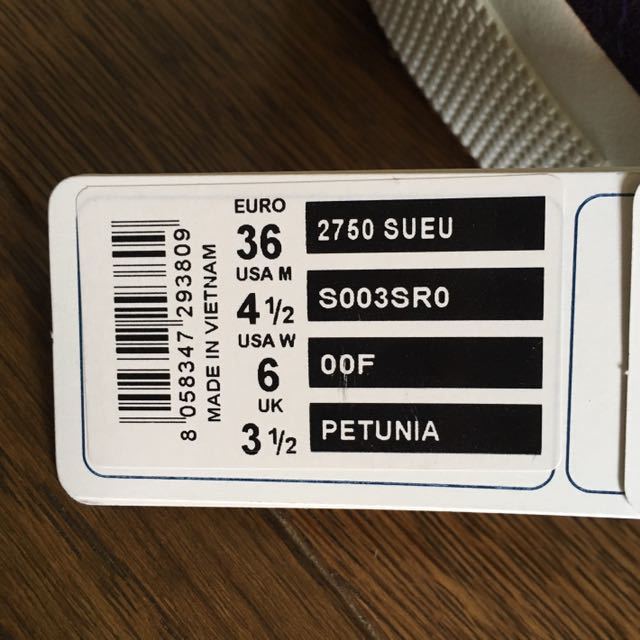 8 058347 293809
MADE IN VIETNAM
EURO
36
USA M
4 1/2
USA W
6
UK
3 1/2
2750 SUEU
S003SR0
00F
PETUNIA